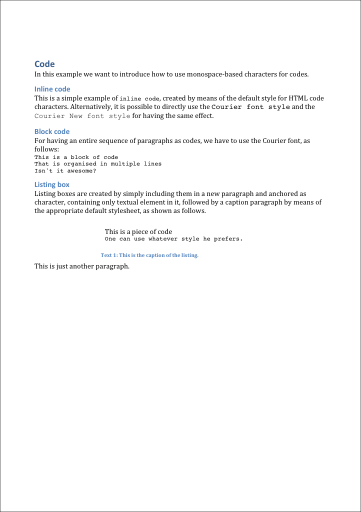 Code
In this example we want to introduce how to use monospace-based characters for codes.
Inline code
This is a simple example of inline code, created by means of the default style for HTML code
characters. Alternatively, it is possible to directly use the Courier font style and the
Courier New font style for having the same effect.
Block code
For having an entire sequence of paragraphs as codes, we have to use the Courier font, as
follows:
This is a block of code
That is organised in multiple lines
Isn't it awesome?
Listing box
Listing boxes are created by simply including them in a new paragraph and anchored as
character, containing only textual element in it, followed by a caption paragraph by means of
the appropriate default stylesheet, as shown as follows.
This is a piece of code
One can use whatever style he prefers.
Text 1: This is the caption of the listing.
This is just another paragraph.